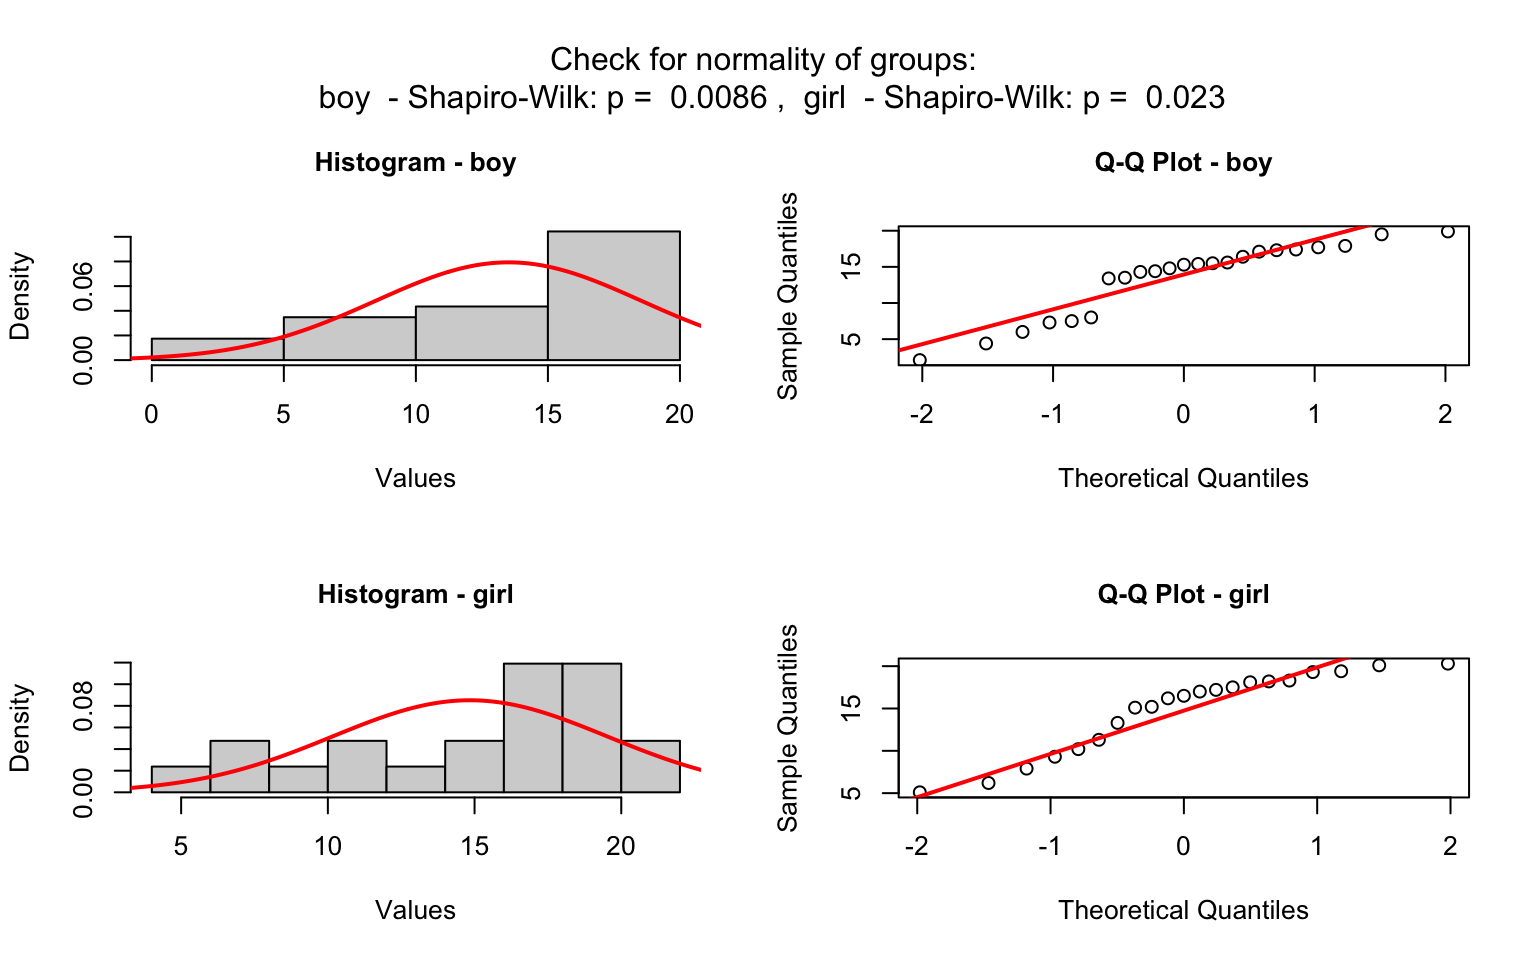 Check for normality of groups:
boy  - Shapiro-Wilk: p =  0.0086 ,  girl  - Shapiro-Wilk: p =  0.023
Histogram - boy
Density
0.00 0.06
0 5 10 15 20
Values
Q-Q Plot - boy
Sample Quantiles
5 15
-2 -1 0 1 2
Theoretical Quantiles
Histogram - girl
Density
0.00 0.08
5 10 15 20
Values
Q-Q Plot - girl
Sample Quantiles
5 15
-2 -1 0 1 2
Theoretical Quantiles